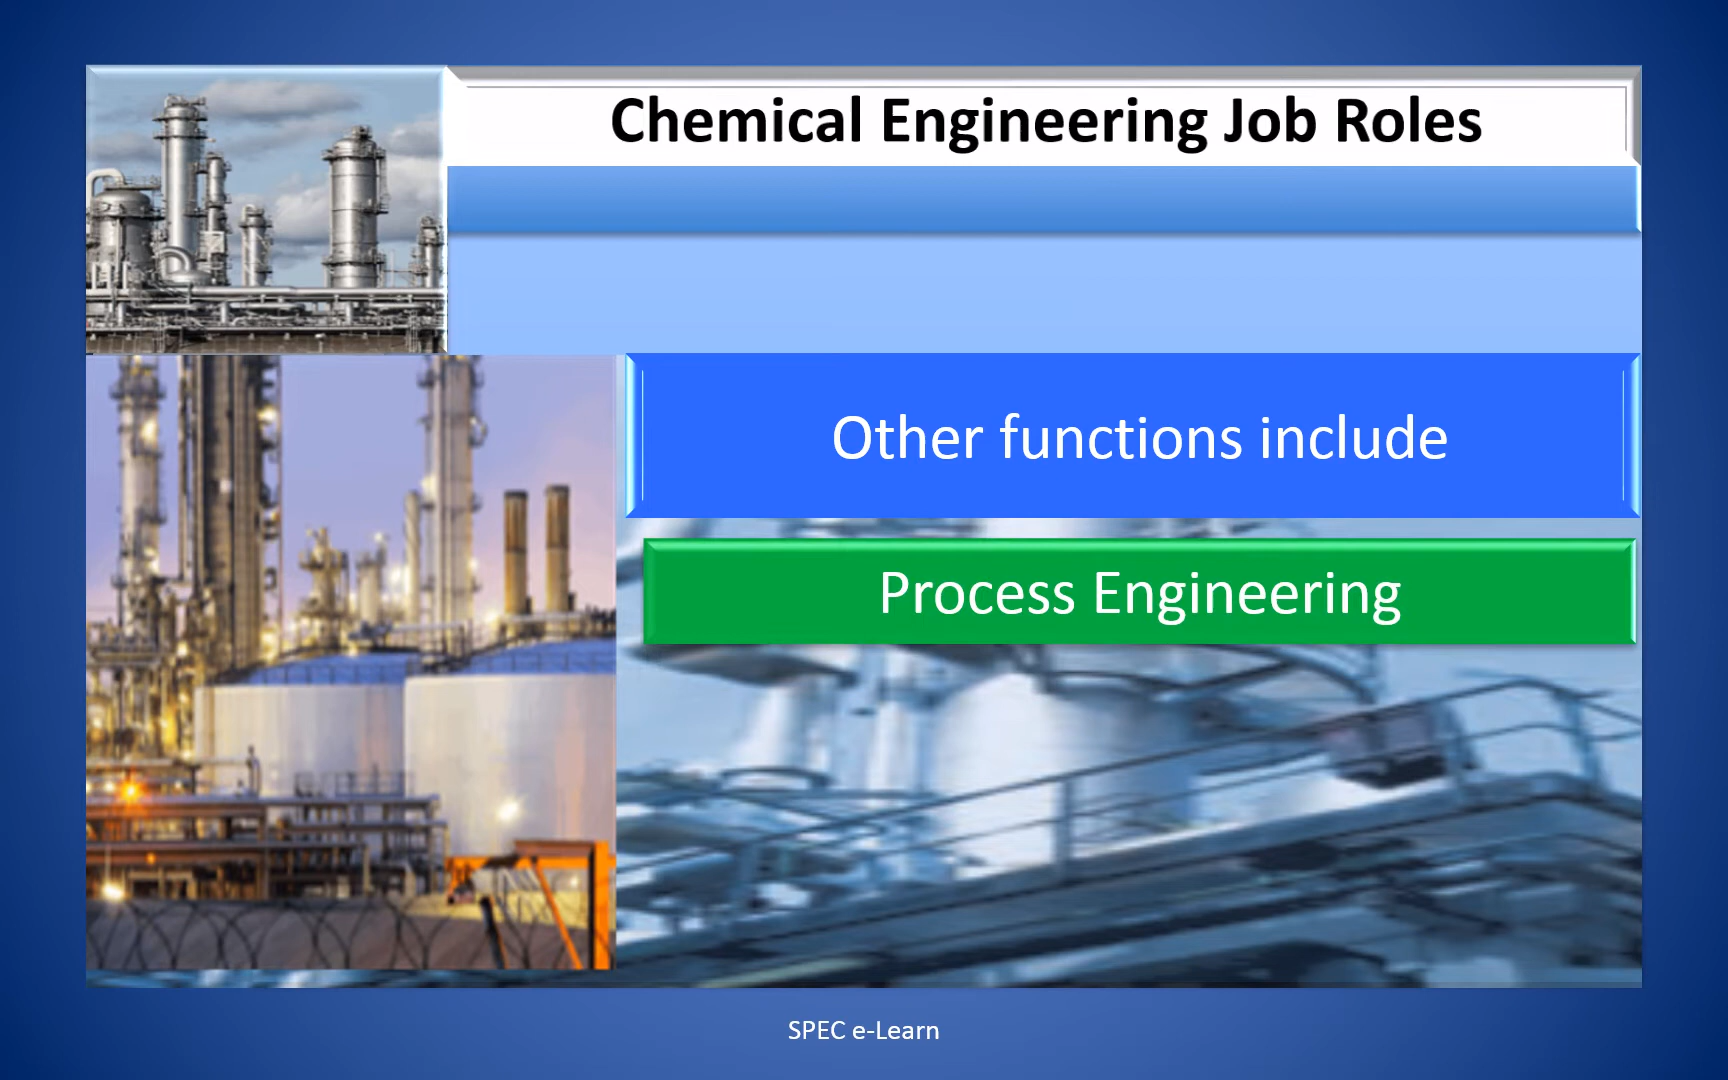 Chemical Engineering Job Roles
Other functions include
Process Engineering
SPEC e-Learn